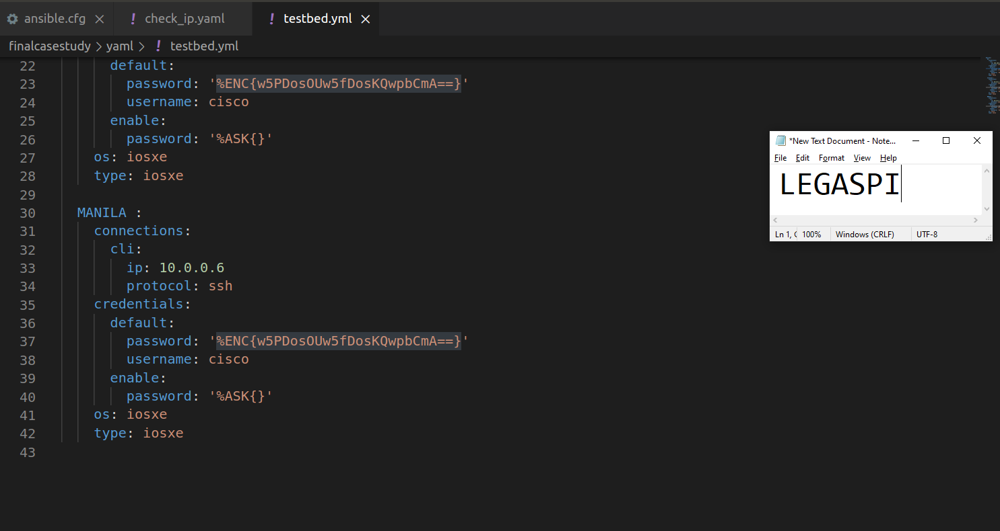 ansible.cfg
check_ip.yaml
testbed.yml
finalcasestudy > yaml > ! testbed.yml
22 default:
23 password: '%ENC{w5PDosOUw5fDosKQwpbCmA==}'
24 username: cisco
25 enable:
26 password: '%ASK{}'
27 os: iosxe
28 type: iosxe
29
30 MANILA :
31 connections:
32 cli:
33 ip: 10.0.0.6
34 protocol: ssh
35 credentials:
36 default:
37 password: '%ENC{w5PDosOUw5fDosKQwpbCmA==}'
38 username: cisco
39 enable:
40 password: '%ASK{}'
41 os: iosxe
42 type: iosxe
43
*New Text Document - Note...
File Edit Format View Help
LEGASPI
Ln 1, 100% Windows (CRLF) UTF-8